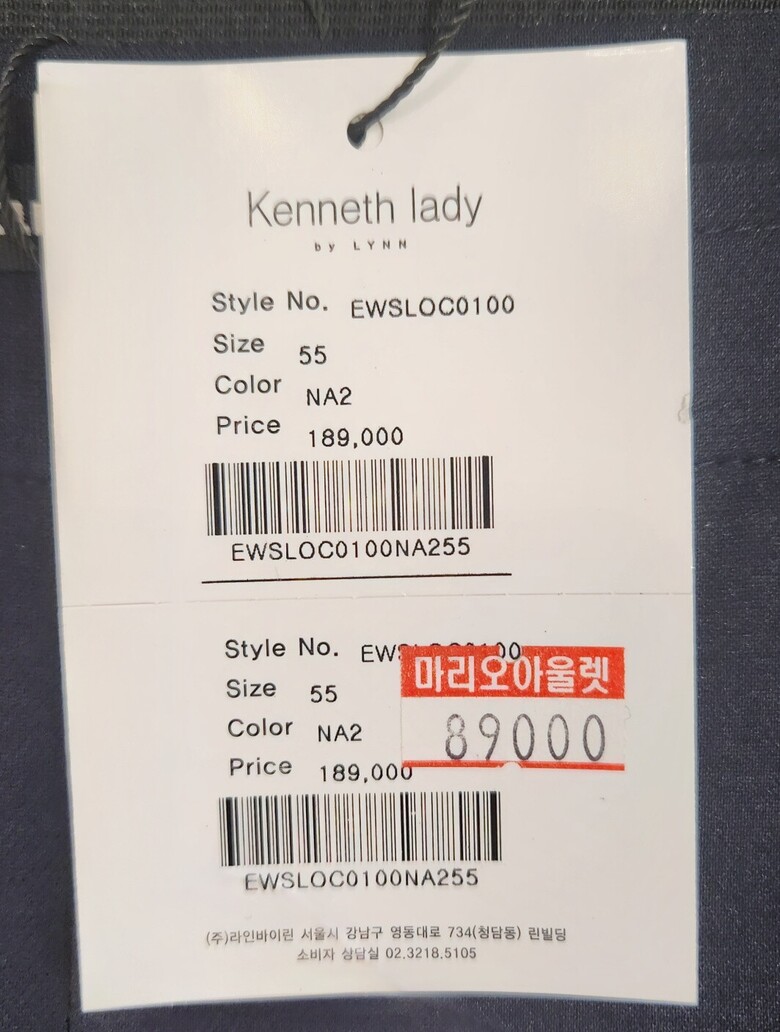 Kenneth lady
by LYNN
Style No. EWSLOC0100
Size 55
Color NA2
Price 189,000
EWSLOC0100NA255
Style No.
Size 55
Color NA2
Price 189,000
마리오아울렛
89000
EWSLOC0100NA255
(주)라인바이린 서울시 강남구 영동대로 734(청담동) 린빌딩
소비자 상담실 02.3218.5105